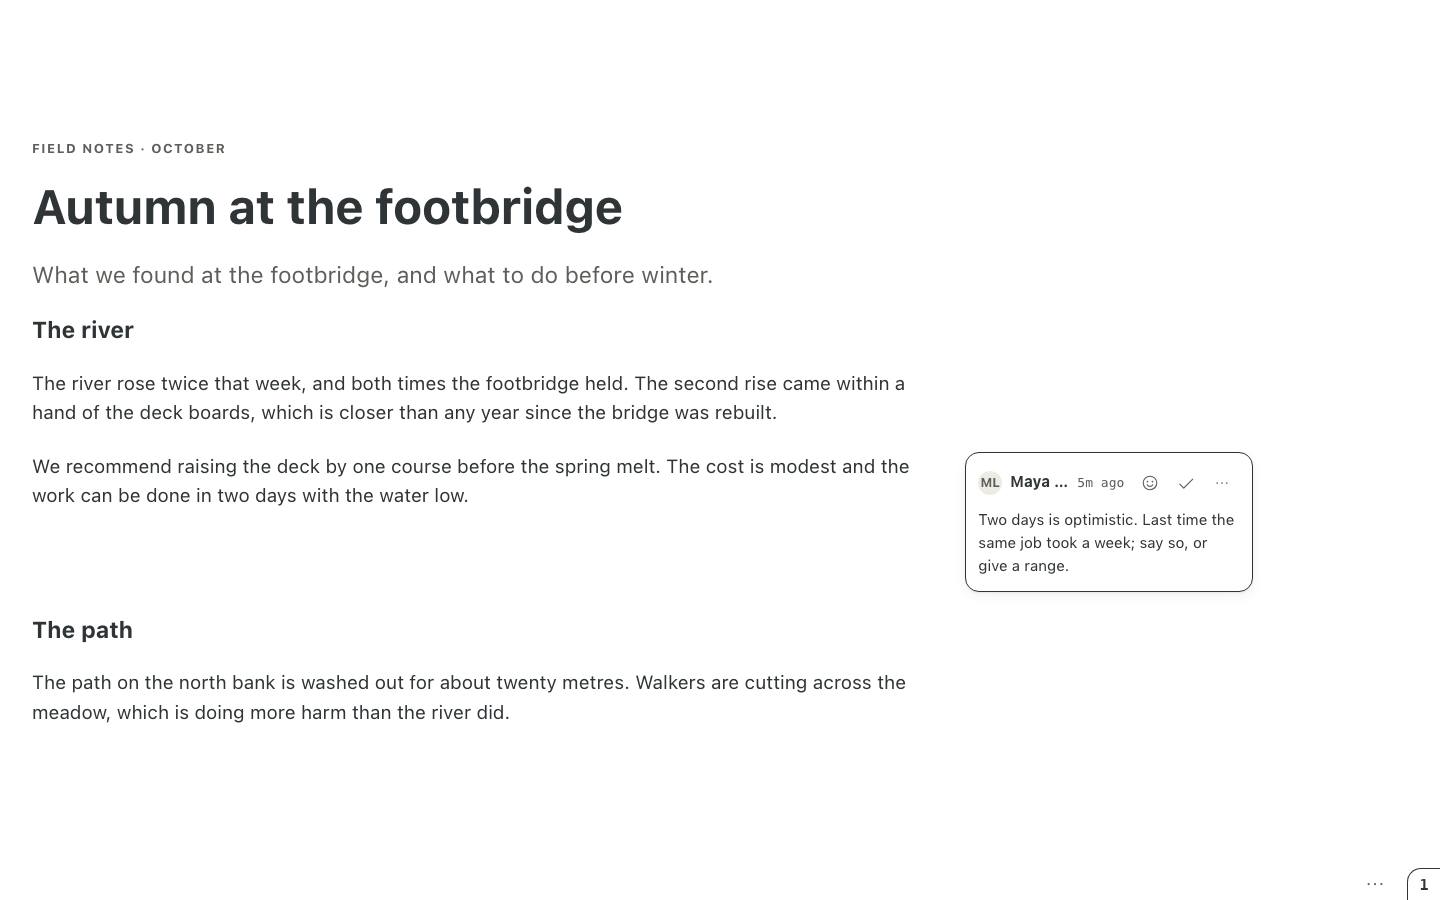 FIELD NOTES · OCTOBER
Autumn at the footbridge
What we found at the footbridge, and what to do before winter.
The river
The river rose twice that week, and both times the footbridge held. The second rise came within a
hand of the deck boards, which is closer than any year since the bridge was rebuilt.
We recommend raising the deck by one course before the spring melt. The cost is modest and the
work can be done in two days with the water low.
ML Maya ... 5m ago
Two days is optimistic. Last time the
same job took a week; say so, or
give a range.
The path
The path on the north bank is washed out for about twenty metres. Walkers are cutting across the
meadow, which is doing more harm than the river did.
1